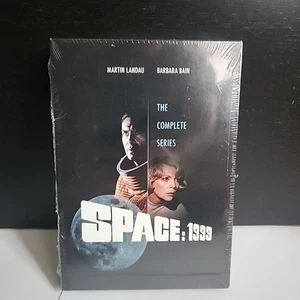 MARTIN LANDAU BARBARA BAIN
THE
COMPLETE
SERIES
SPACE: 1999